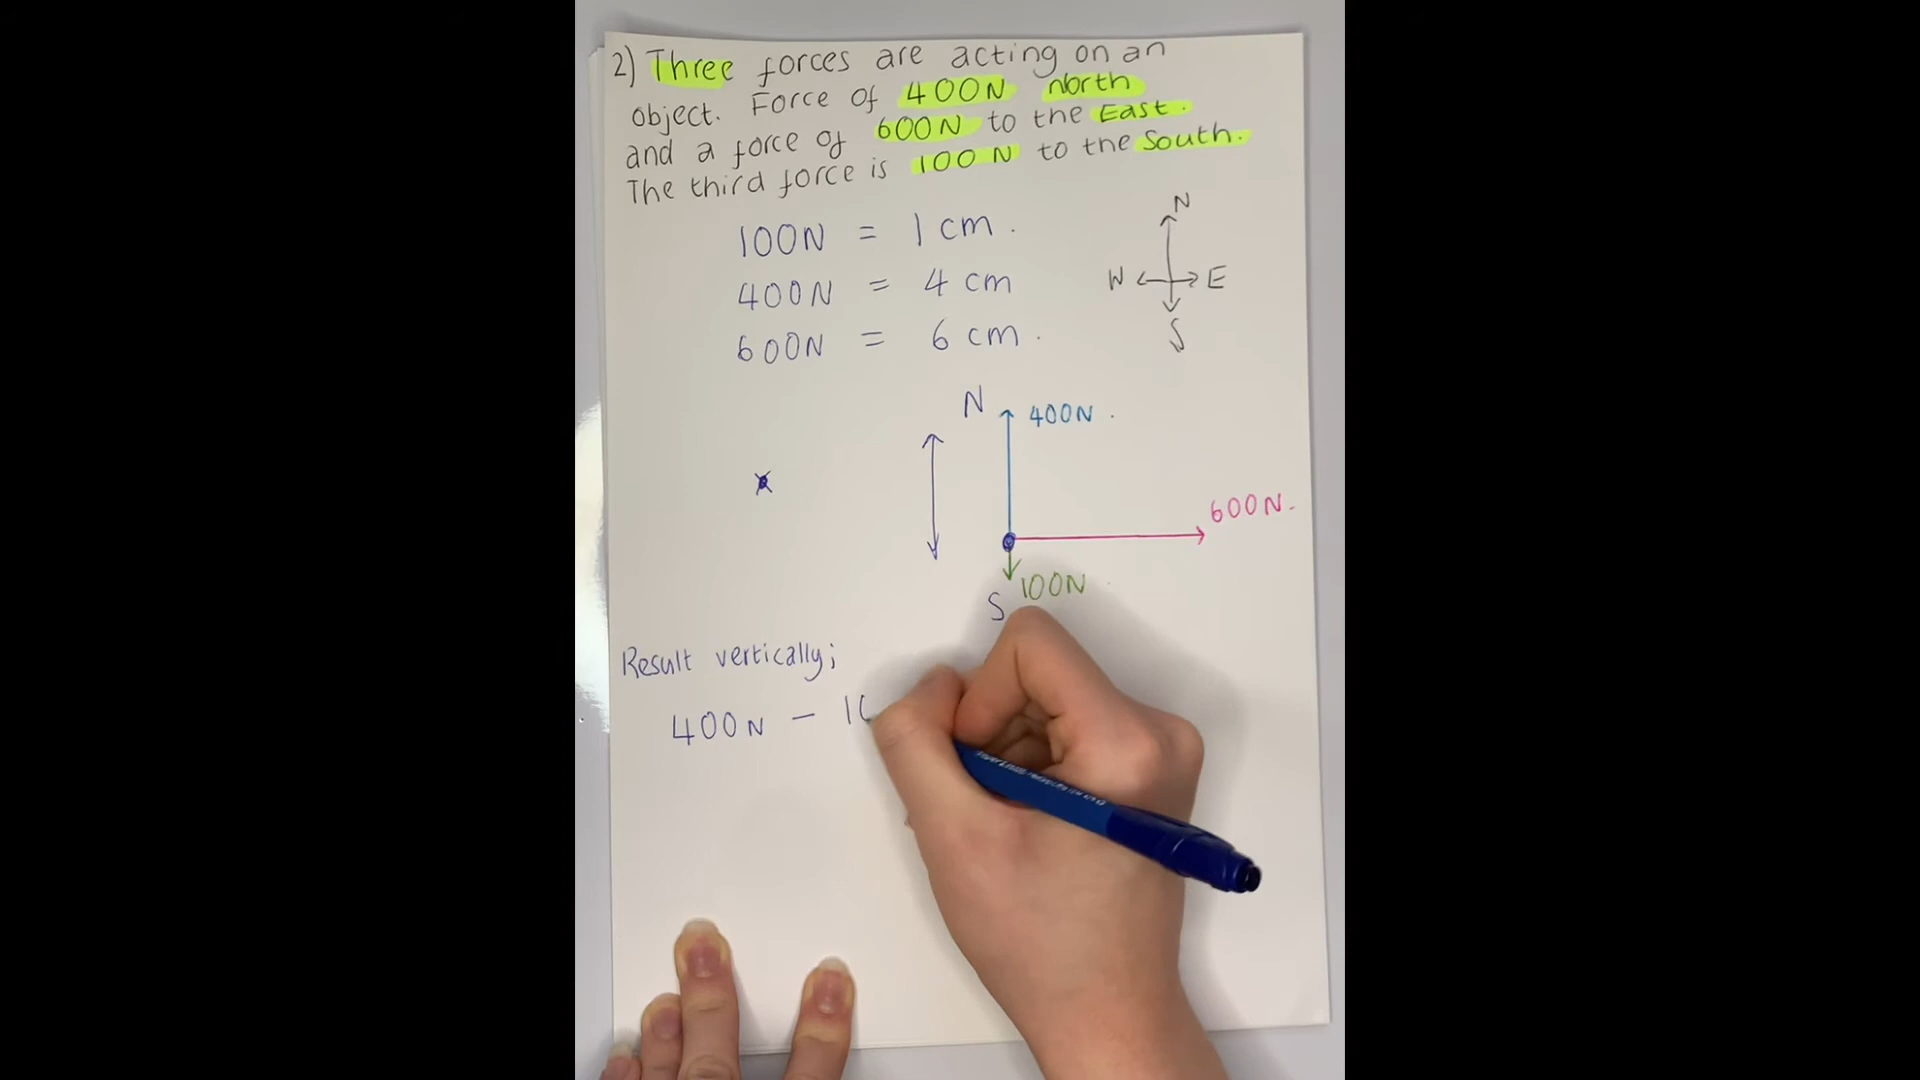 2) Three forces are acting on an
object. Force of 400N north
and a force of 600N to the East.
The third force is 100N to the South.
100N = 1 cm.
400N = 4 cm
600N = 6 cm.
N
W E
S
N 400N.
600N.
100N
S
Result vertically;
400N - 10